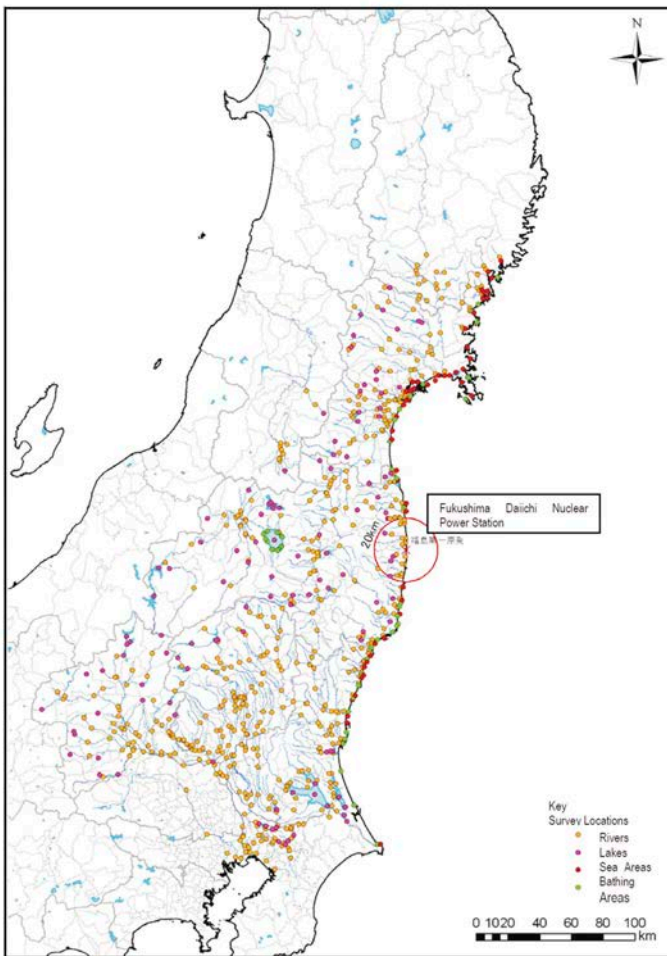 N
Fukushima Daiichi Nuclear
Power Station
20km
福島第一原発
Key
Survey Locations
Rivers
Lakes
Sea Areas
Bathing
Areas
0 10 20 40 60 80 100
km